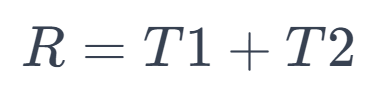 R = T1 + T2